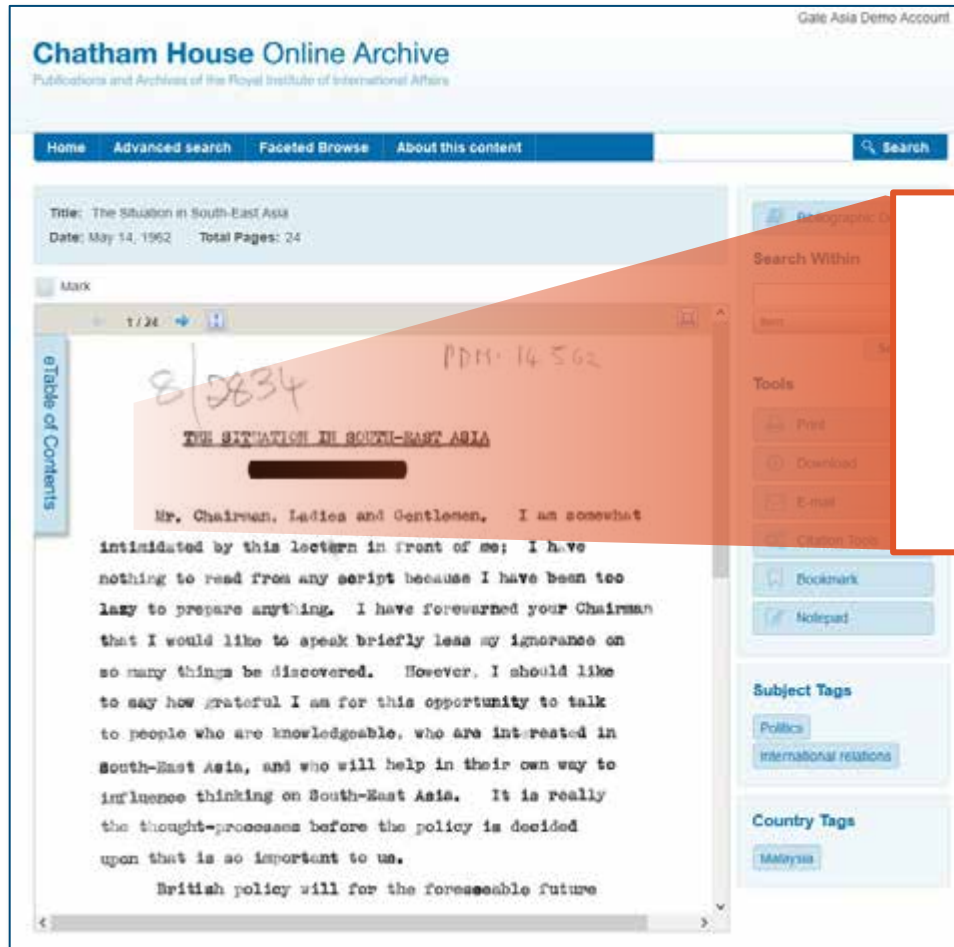 Gale Asia Demo Account
Chatham House Online Archive
Publications and Archives of the Royal Institute of International Affairs
Home Advanced search Faceted Browse About this content Search
Title: The Situation in South-East Asia
Date: May 14, 1962 Total Pages: 24
Mark
1 / 24
eTable of Contents
8/2834
THE SITUATION IN SOUTH-EAST ASIA
Mr. Chairman, Ladies and Gentlemen. I am somewhat
intimidated by this lectern in front of me; I have
nothing to read from any script because I have been too
lazy to prepare anything. I have forewarned your Chairman
that I would like to speak briefly less my ignorance on
so many things be discovered. However, I should like
to say how grateful I am for this opportunity to talk
to people who are knowledgeable, who are interested in
South-East Asia, and who will help in their own way to
influence thinking on South-East Asia. It is really
the thought-processes before the policy is decided
upon that is so important to us.
British policy will for the foreseeable future
Bibliographic
Search Within
Item
Tools
Print
Download
E-mail
Citation Tools
Bookmark
Notepad
Subject Tags
Politics
International relations
Country Tags
Malaysia